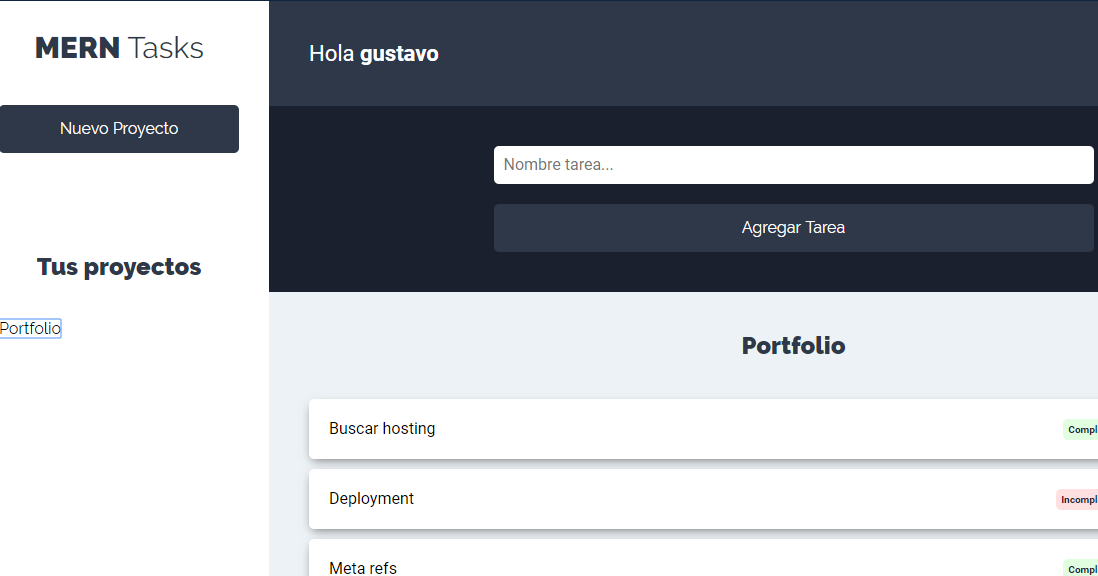 MERN Tasks
Nuevo Proyecto
Tus proyectos
Portfolio
Hola gustavo
Nombre tarea...
Agregar Tarea
Portfolio
Buscar hosting
Compl
Deployment
Incompl
Meta refs
Compl